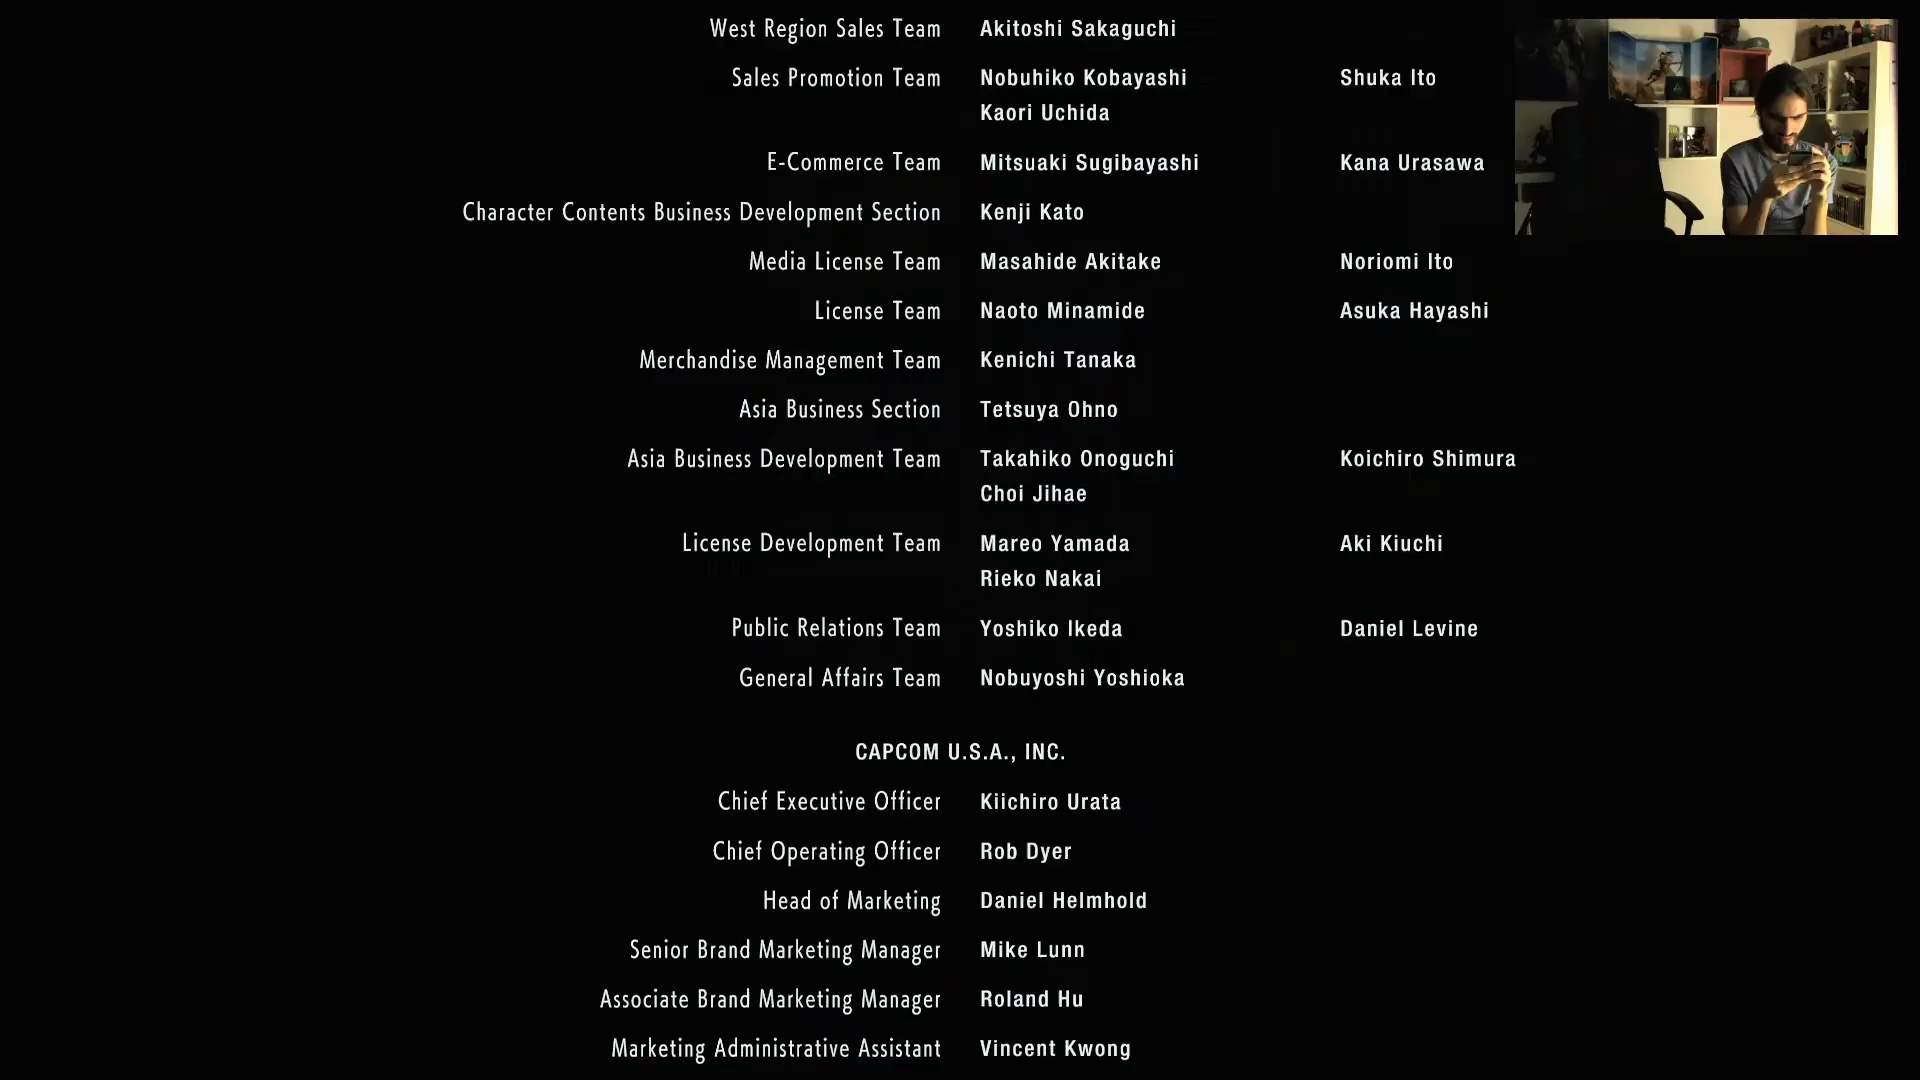 West Region Sales Team Akitoshi Sakaguchi
Sales Promotion Team Nobuhiko Kobayashi Shuka Ito
Kaori Uchida
E-Commerce Team Mitsuaki Sugibayashi Kana Urasawa
Character Contents Business Development Section Kenji Kato
Media License Team Masahide Akitake Noriomi Ito
License Team Naoto Minamide Asuka Hayashi
Merchandise Management Team Kenichi Tanaka
Asia Business Section Tetsuya Ohno
Asia Business Development Team Takahiko Onoguchi Koichiro Shimura
Choi Jihae
License Development Team Mareo Yamada Aki Kiuchi
Rieko Nakai
Public Relations Team Yoshiko Ikeda Daniel Levine
General Affairs Team Nobuyoshi Yoshioka
CAPCOM U.S.A., INC.
Chief Executive Officer Kiichiro Urata
Chief Operating Officer Rob Dyer
Head of Marketing Daniel Helmhold
Senior Brand Marketing Manager Mike Lunn
Associate Brand Marketing Manager Roland Hu
Marketing Administrative Assistant Vincent Kwong